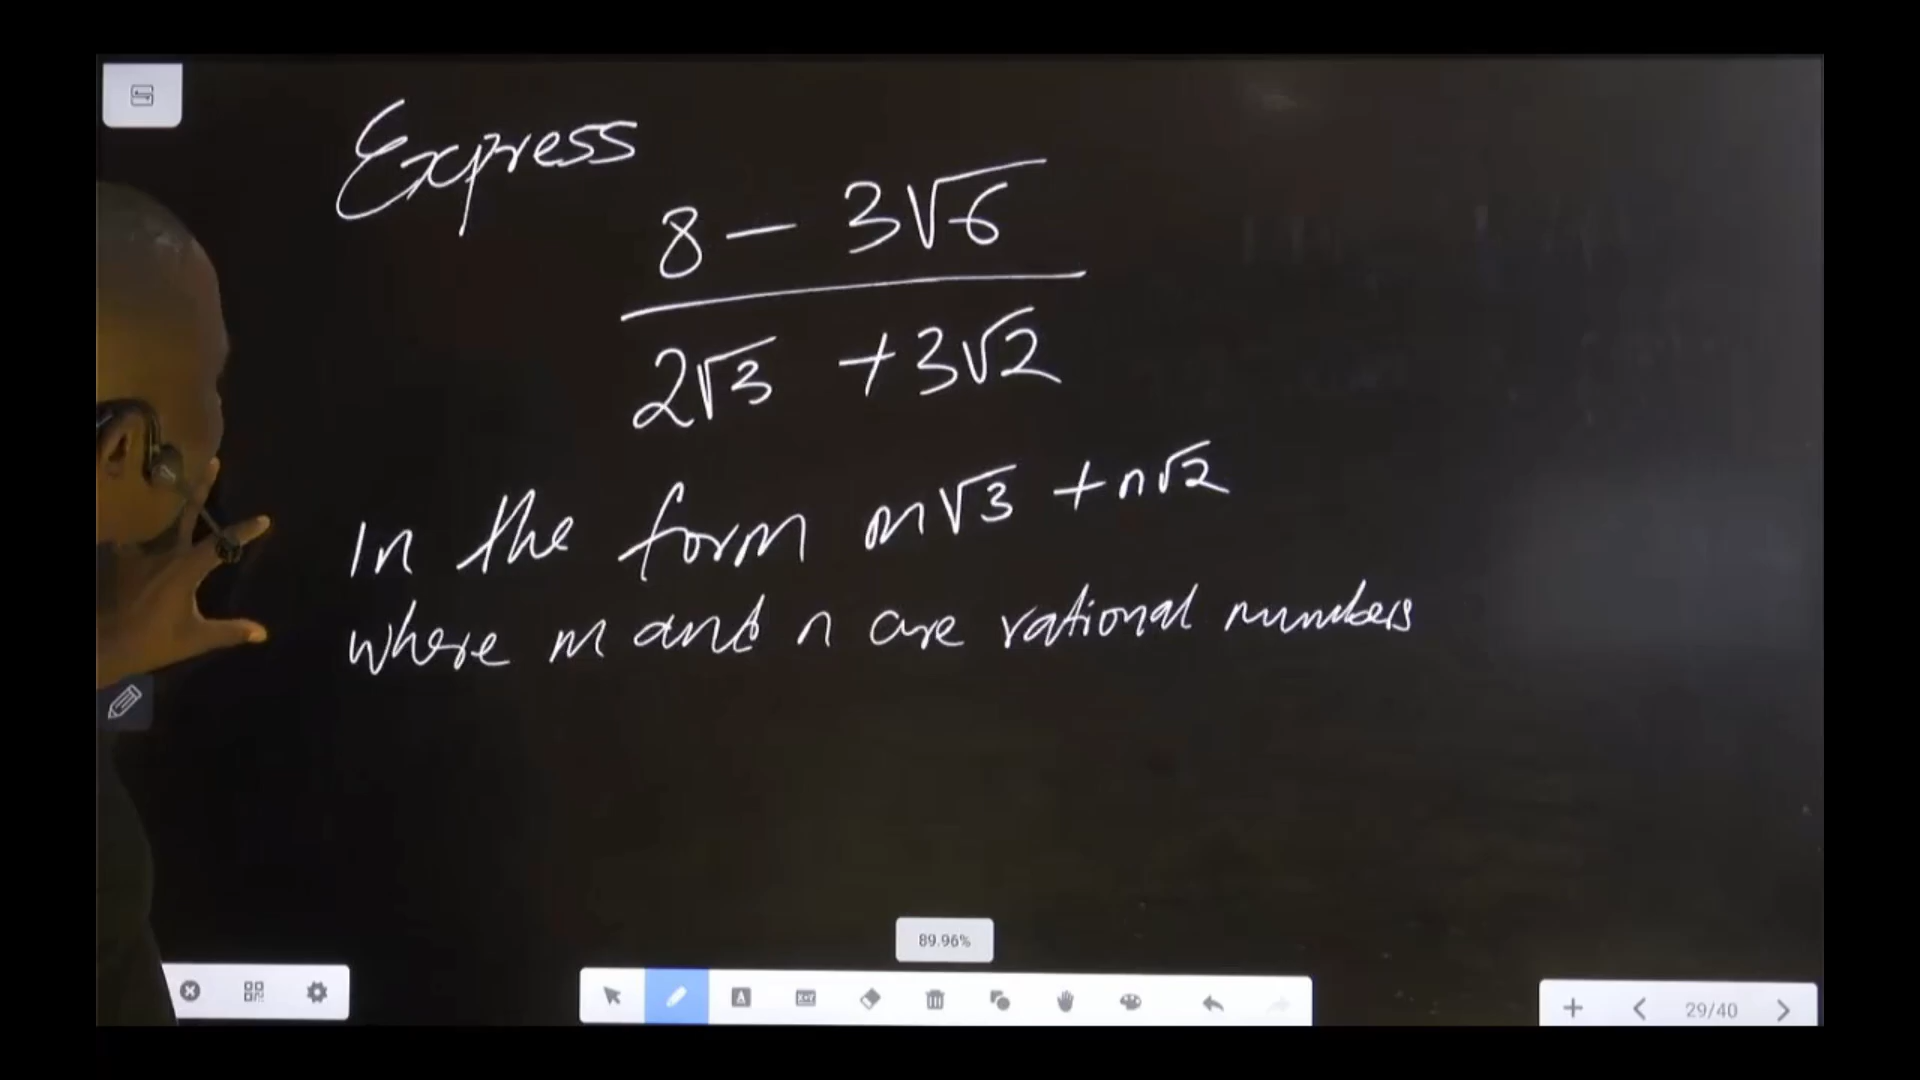 Express
8 - 3√6
2√3 + 3√2
In the form m√3 + n√2
where m and n are rational numbers
89.96%
29/40